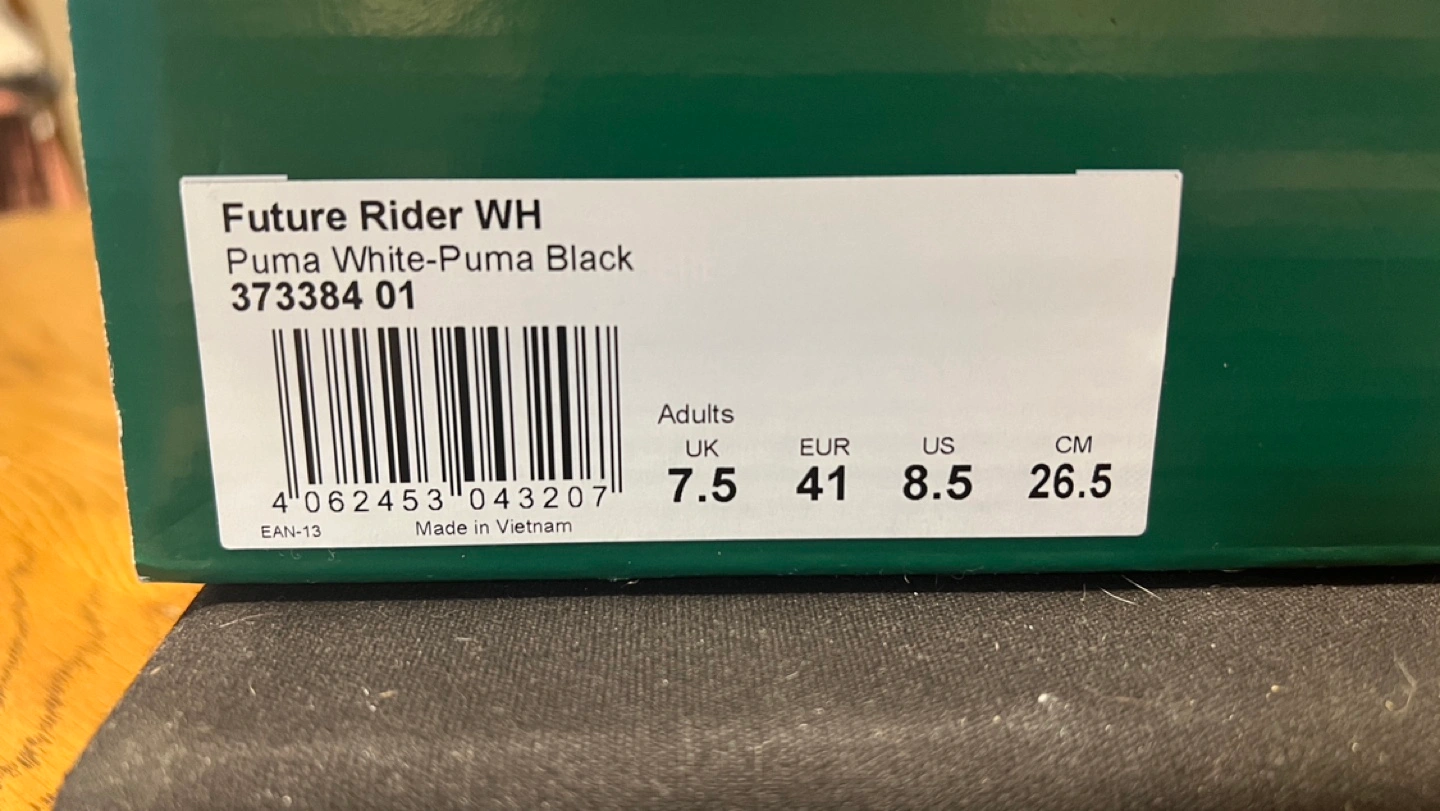 Future Rider WH
Puma White-Puma Black
373384 01
Adults
UK EUR US CM
7.5 41 8.5 26.5
4 062453 043207
EAN-13 Made in Vietnam